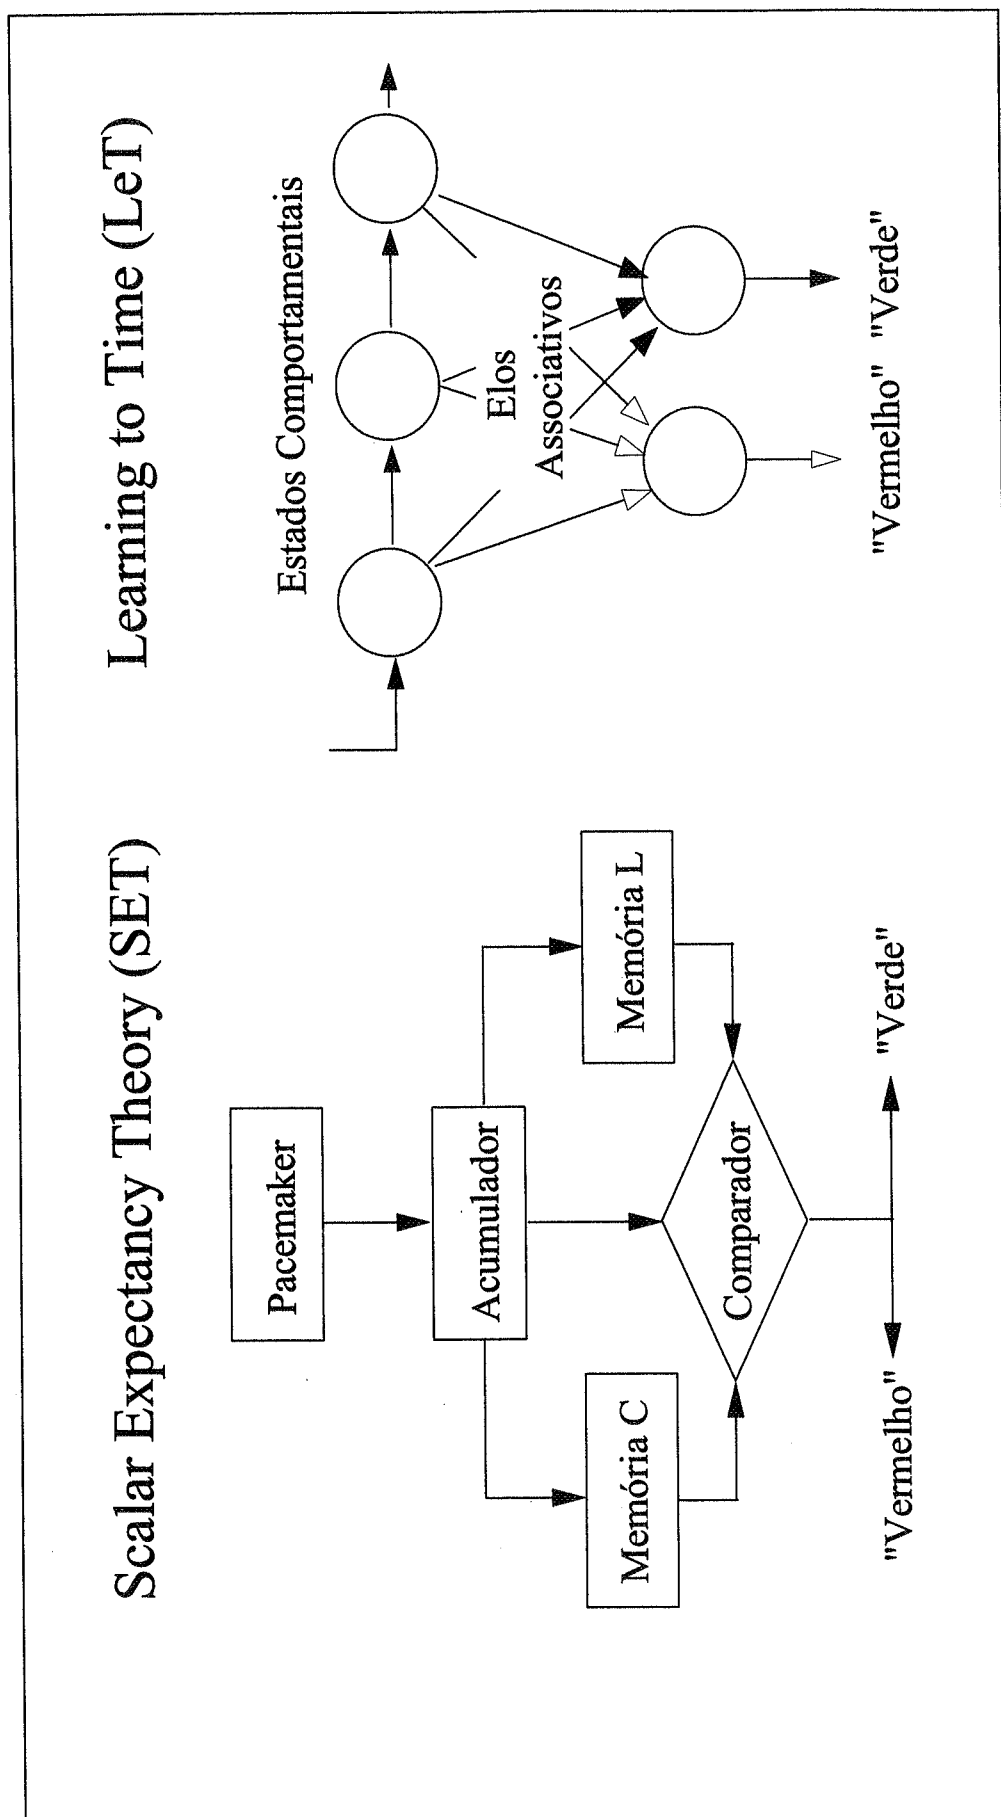 Scalar Expectancy Theory (SET)
Pacemaker
Acumulador
Memória C
Memória L
Comparador
"Vermelho"
"Verde"
Learning to Time (LeT)
Estados Comportamentais
Elos
Associativos
"Vermelho"
"Verde"